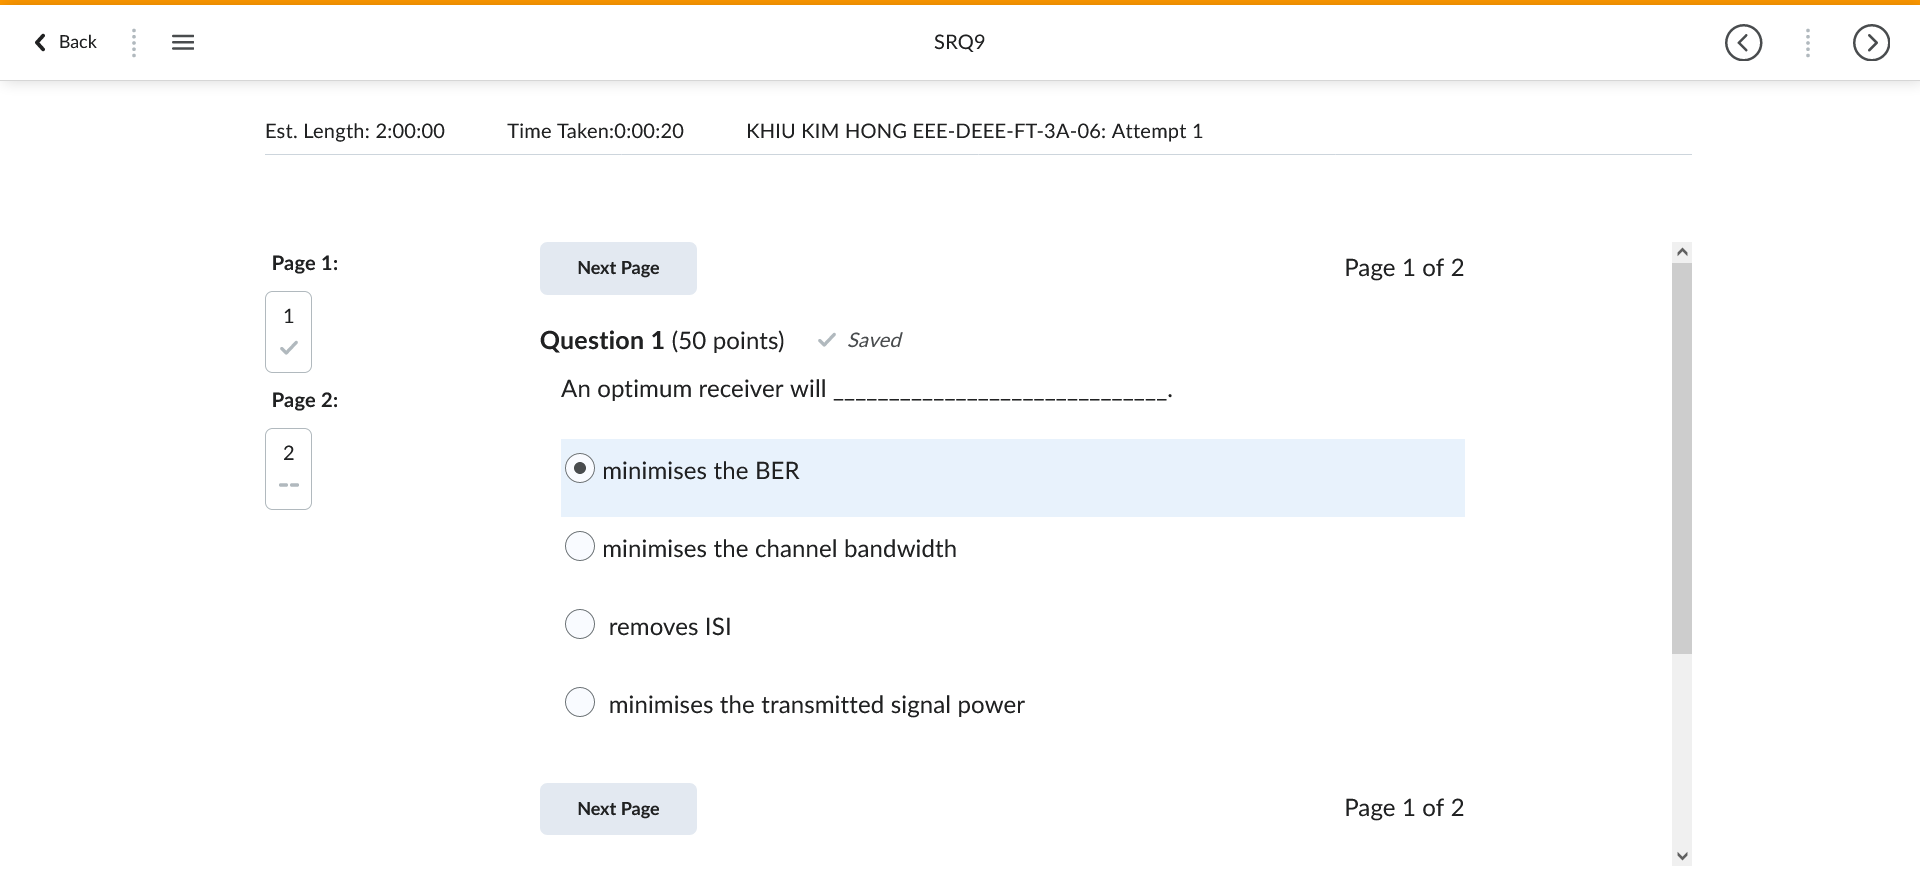 Back
SRQ9
Est. Length: 2:00:00 Time Taken:0:00:20 KHIU KIM HONG EEE-DEEE-FT-3A-06: Attempt 1
Page 1:
1
Page 2:
2
--
Next Page
Page 1 of 2
Question 1 (50 points) Saved
An optimum receiver will ______________________________.
minimises the BER
minimises the channel bandwidth
removes ISI
minimises the transmitted signal power
Next Page
Page 1 of 2